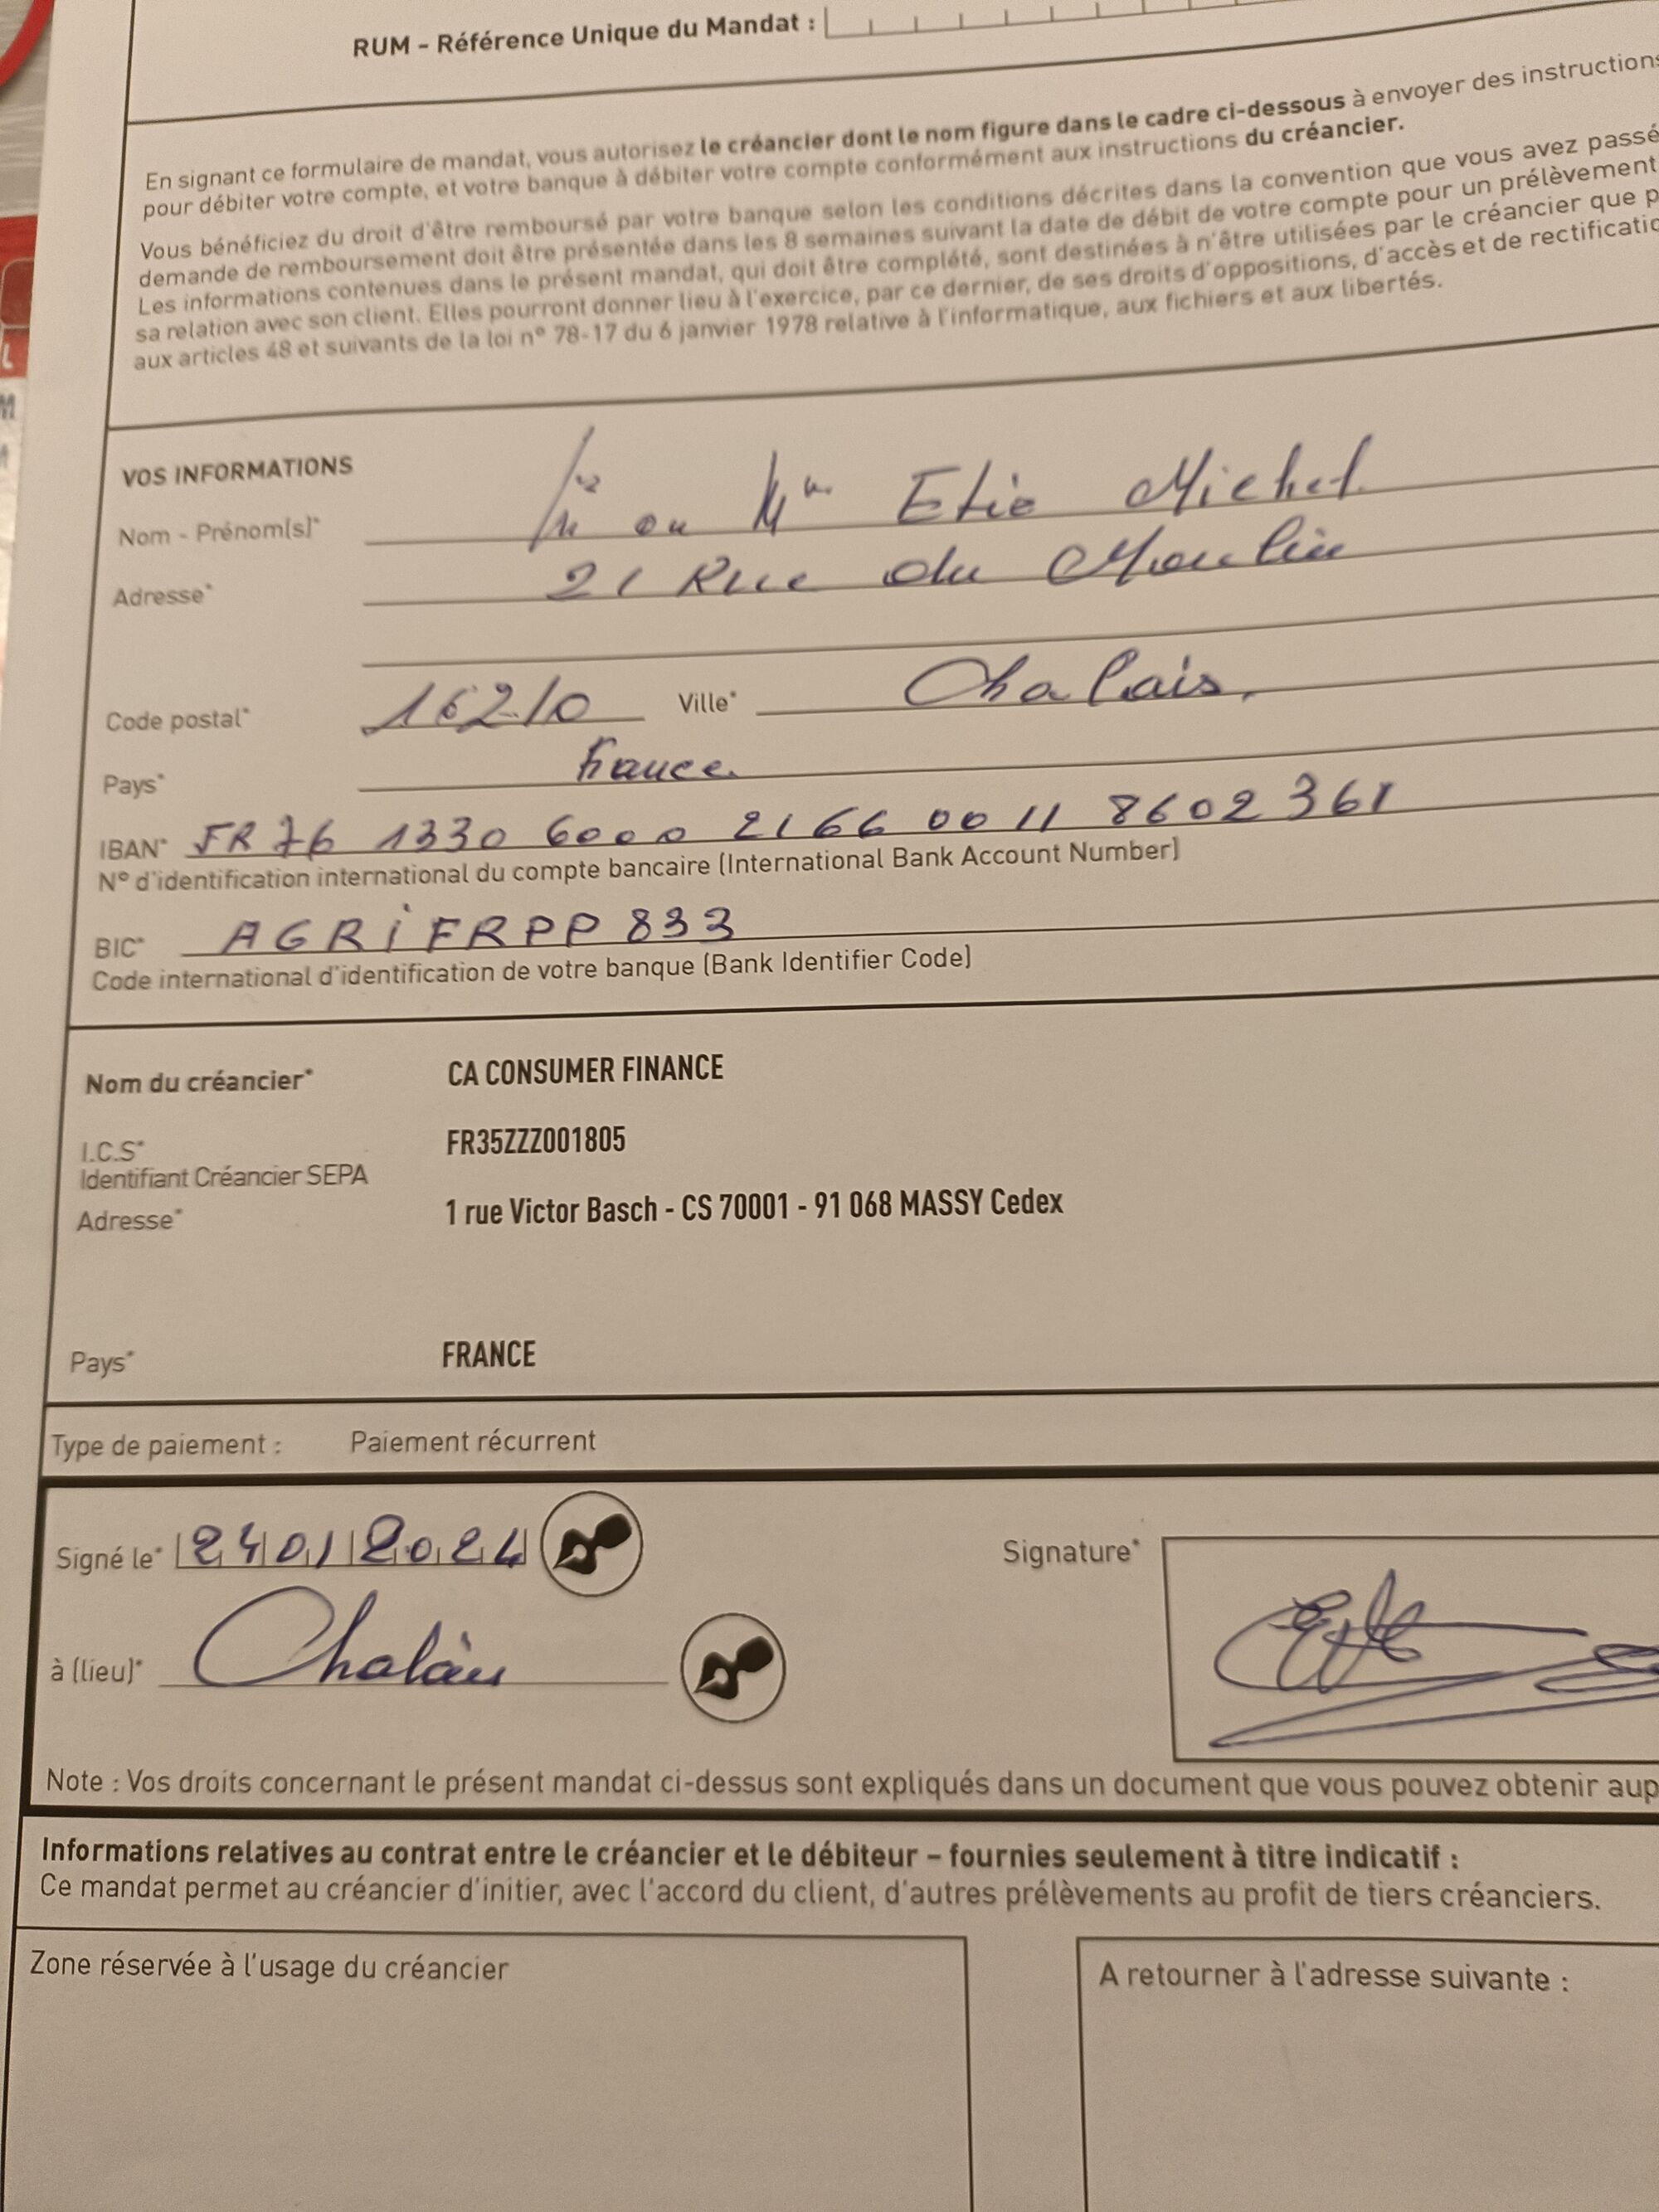 RUM - Référence Unique du Mandat :
En signant ce formulaire de mandat, vous autorisez le créancier dont le nom figure dans le cadre ci-dessous à envoyer des instructions
pour débiter votre compte, et votre banque à débiter votre compte conformément aux instructions du créancier.
Vous bénéficiez du droit d'être remboursé par votre banque selon les conditions décrites dans la convention que vous avez passé
demande de remboursement doit être présentée dans les 8 semaines suivant la date de débit de votre compte pour un prélèvement
Les informations contenues dans le présent mandat, qui doit être complété, sont destinées à n'être utilisées par le créancier que p
sa relation avec son client. Elles pourront donner lieu à l'exercice, par ce dernier, de ses droits d'oppositions, d'accès et de rectificatio
aux articles 48 et suivants de la loi n° 78-17 du 6 janvier 1978 relative à l'informatique, aux fichiers et aux libertés.
VOS INFORMATIONS
Nom - Prénom(s)* ou Etie Michel
Adresse* 21 Rue du Moulin
Code postal* 16210 Ville* Chalais.
Pays* France.
IBAN* FR76 1330 6000 2166 0011 8602 361
N° d'identification international du compte bancaire (International Bank Account Number)
BIC* AGRIFRPP 833
Code international d'identification de votre banque (Bank Identifier Code)
Nom du créancier* CA CONSUMER FINANCE
I.C.S* FR35ZZZ001805
Identifiant Créancier SEPA
Adresse* 1 rue Victor Basch - CS 70001 - 91 068 MASSY Cedex
Pays* FRANCE
Type de paiement : Paiement récurrent
Signé le* 24012024 Signature*
à (lieu)* Chalais
Note : Vos droits concernant le présent mandat ci-dessus sont expliqués dans un document que vous pouvez obtenir aup
Informations relatives au contrat entre le créancier et le débiteur – fournies seulement à titre indicatif :
Ce mandat permet au créancier d'initier, avec l'accord du client, d'autres prélèvements au profit de tiers créanciers.
Zone réservée à l'usage du créancier
A retourner à l'adresse suivante :